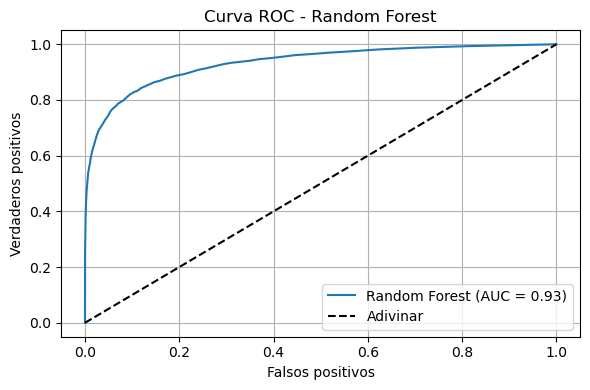 Curva ROC - Random Forest
Verdaderos positivos
1.0
0.8
0.6
0.4
0.2
0.0
Random Forest (AUC = 0.93)
Adivinar
0.0 0.2 0.4 0.6 0.8 1.0
Falsos positivos